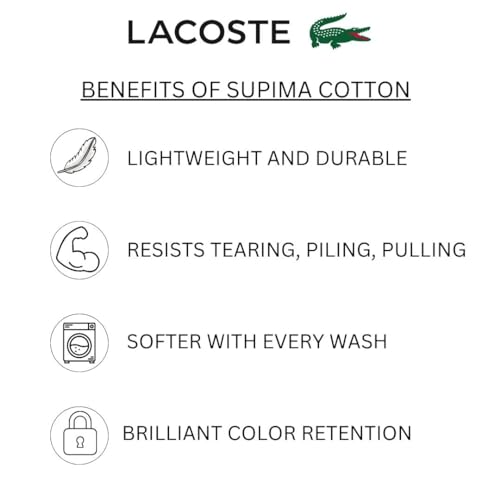 LACOSTE
BENEFITS OF SUPIMA COTTON
LIGHTWEIGHT AND DURABLE
RESISTS TEARING, PILING, PULLING
SOFTER WITH EVERY WASH
BRILLIANT COLOR RETENTION